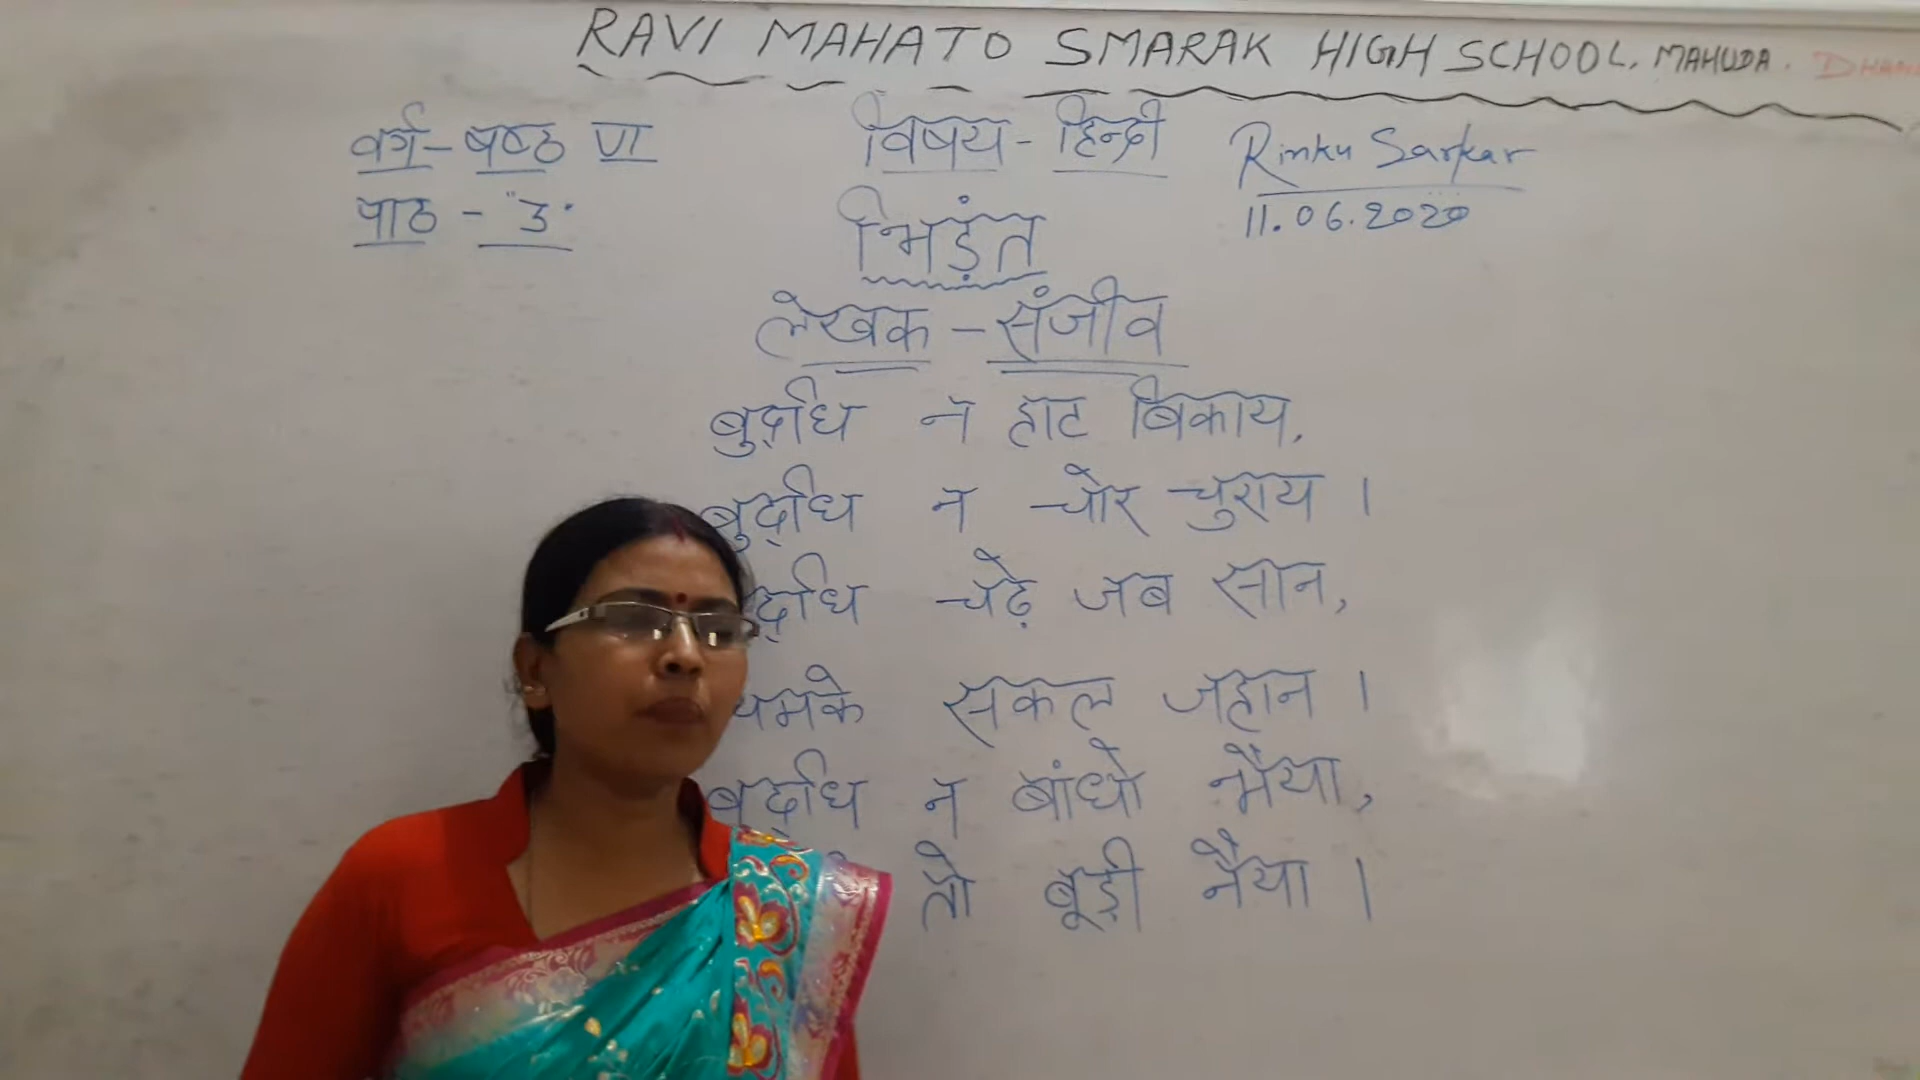 RAVI MAHATO SMARAK HIGH SCHOOL, MAHUDA.
वर्ग - षष्ठ VI
विषय - हिन्दी
Rinku Sarkar
पाठ - "3"
11.06.2020
भिड़ंत
लेखक - संजीव
बुद्धि न हाट बिकाय,
बुद्धि न चोर चुराय ।
चढ़े जब सान,
सकल जहान ।
बुद्धि न बांधो भैया,
तो बूड़ी नैया ।